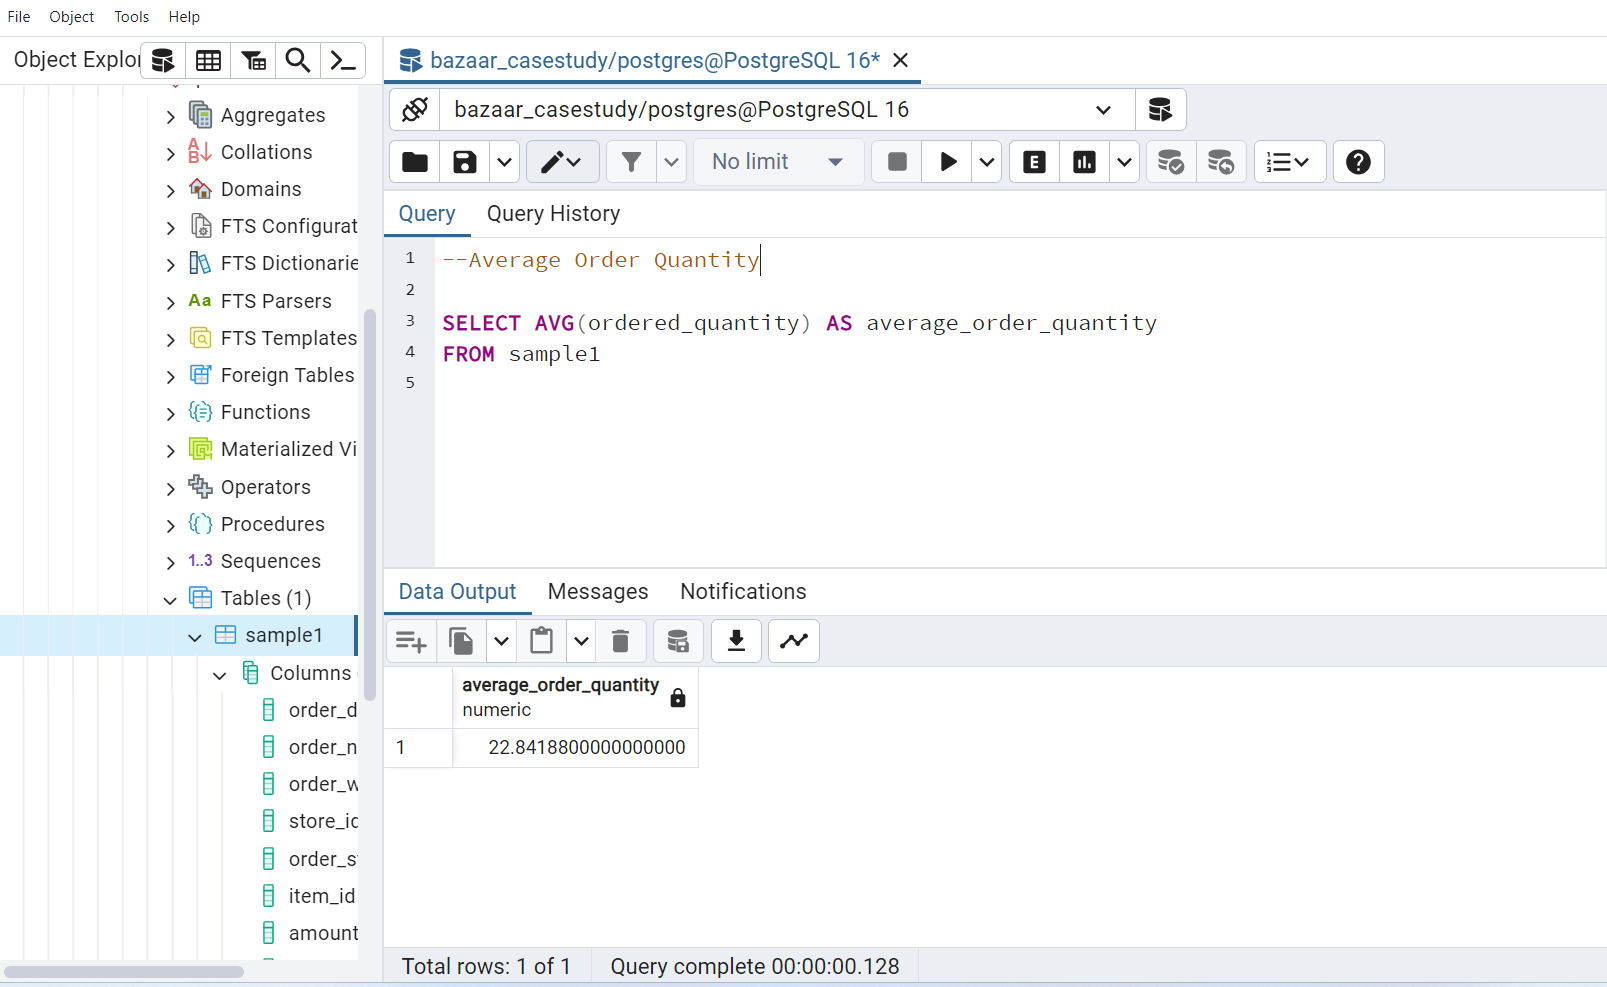 File Object Tools Help
Object Explor
bazaar_casestudy/postgres@PostgreSQL 16*
bazaar_casestudy/postgres@PostgreSQL 16
No limit
E
Query Query History
1 --Average Order Quantity
2
3 SELECT AVG(ordered_quantity) AS average_order_quantity
4 FROM sample1
5
Aggregates
Collations
Domains
FTS Configurat
FTS Dictionarie
Aa FTS Parsers
FTS Templates
Foreign Tables
Functions
Materialized Vi
Operators
Procedures
1..3 Sequences
Tables (1)
sample1
Columns
order_d
order_n
order_w
store_id
order_s
item_id
amount
Data Output Messages Notifications
average_order_quantity
numeric
1 22.8418800000000000
Total rows: 1 of 1 Query complete 00:00:00.128